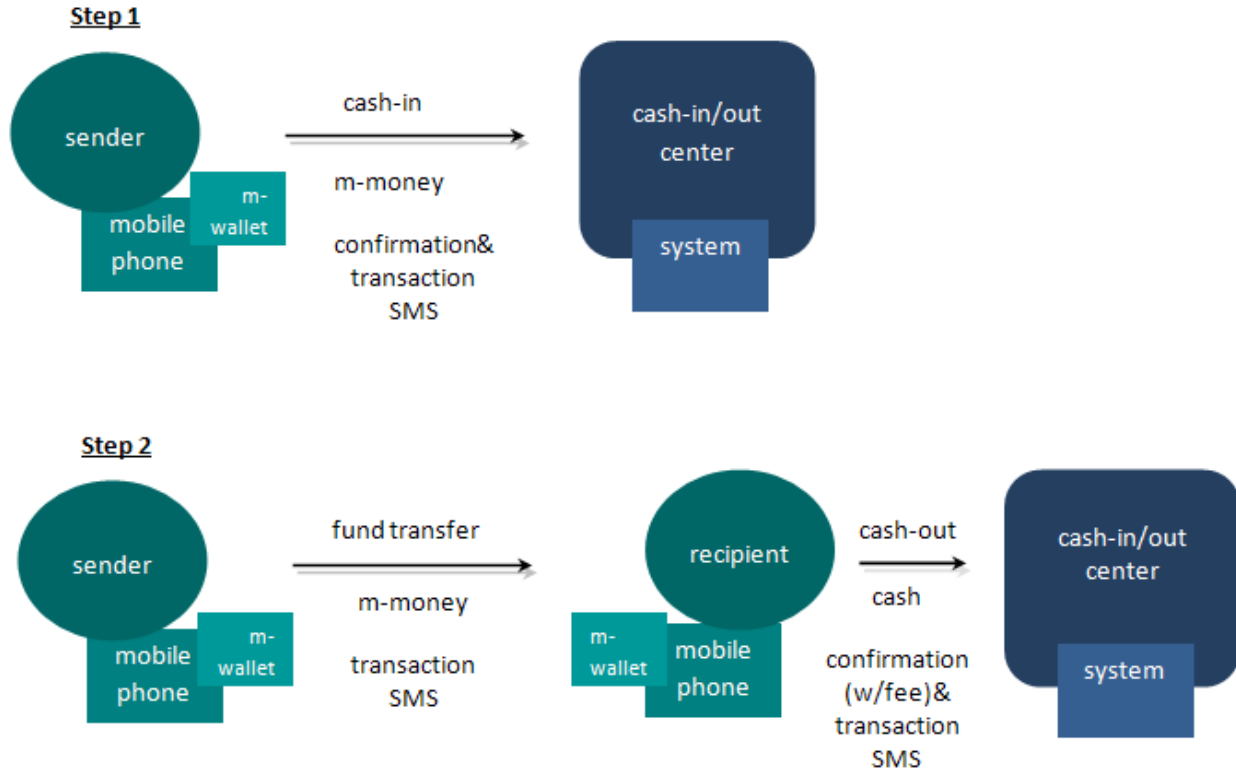 Step 1
sender
mobile
phone
m-
wallet
cash-in
m-money
confirmation&
transaction
SMS
cash-in/out
center
system
Step 2
sender
mobile
phone
m-
wallet
fund transfer
m-money
transaction
SMS
recipient
m-
wallet
mobile
phone
cash-out
cash
confirmation
(w/fee)&
transaction
SMS
cash-in/out
center
system